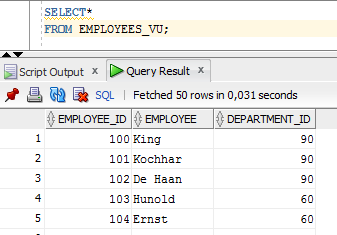 SELECT*
FROM EMPLOYEES_VU;
Script Output x Query Result x
SQL | Fetched 50 rows in 0,031 seconds
EMPLOYEE_ID EMPLOYEE DEPARTMENT_ID
1 100 King 90
2 101 Kochhar 90
3 102 De Haan 90
4 103 Hunold 60
5 104 Ernst 60